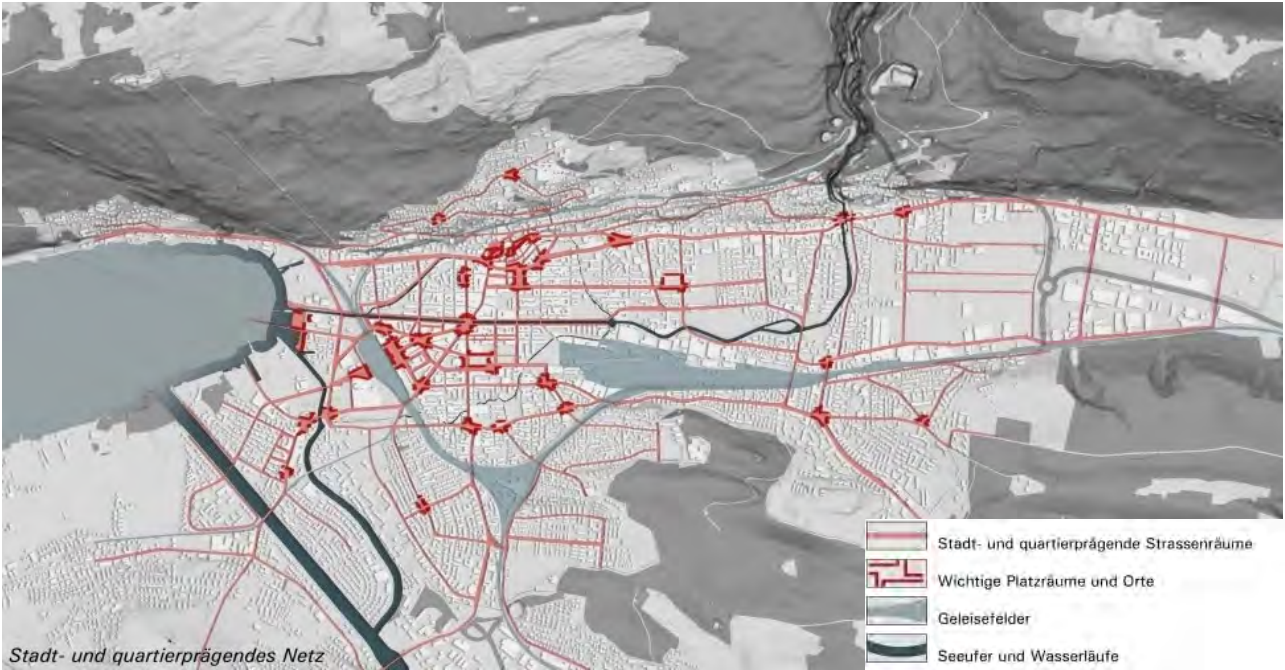 Stadt- und quartierprägende Strassenräume
Wichtige Platzräume und Orte
Geleisefelder
Seeufer und Wasserläufe
Stadt- und quartierprägendes Netz